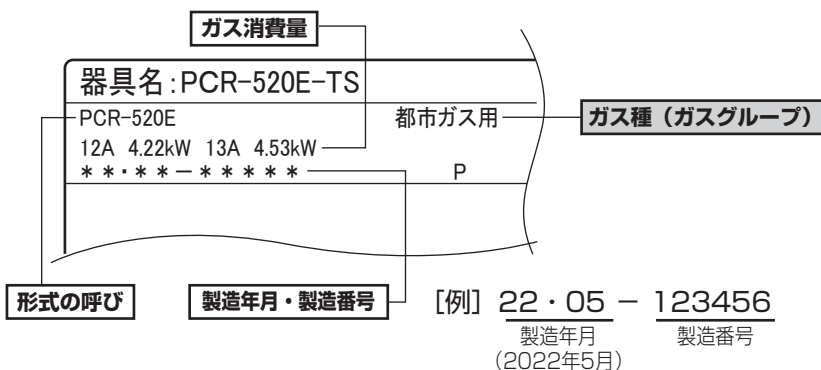 ガス消費量
器具名:PCR-520E-TS
PCR-520E 都市ガス用
ガス種（ガスグループ）
12A 4.22kW 13A 4.53kW
**・**－***** P
形式の呼び
製造年月・製造番号
［例］ 22・05 － 123456
製造年月 製造番号
（2022年5月）